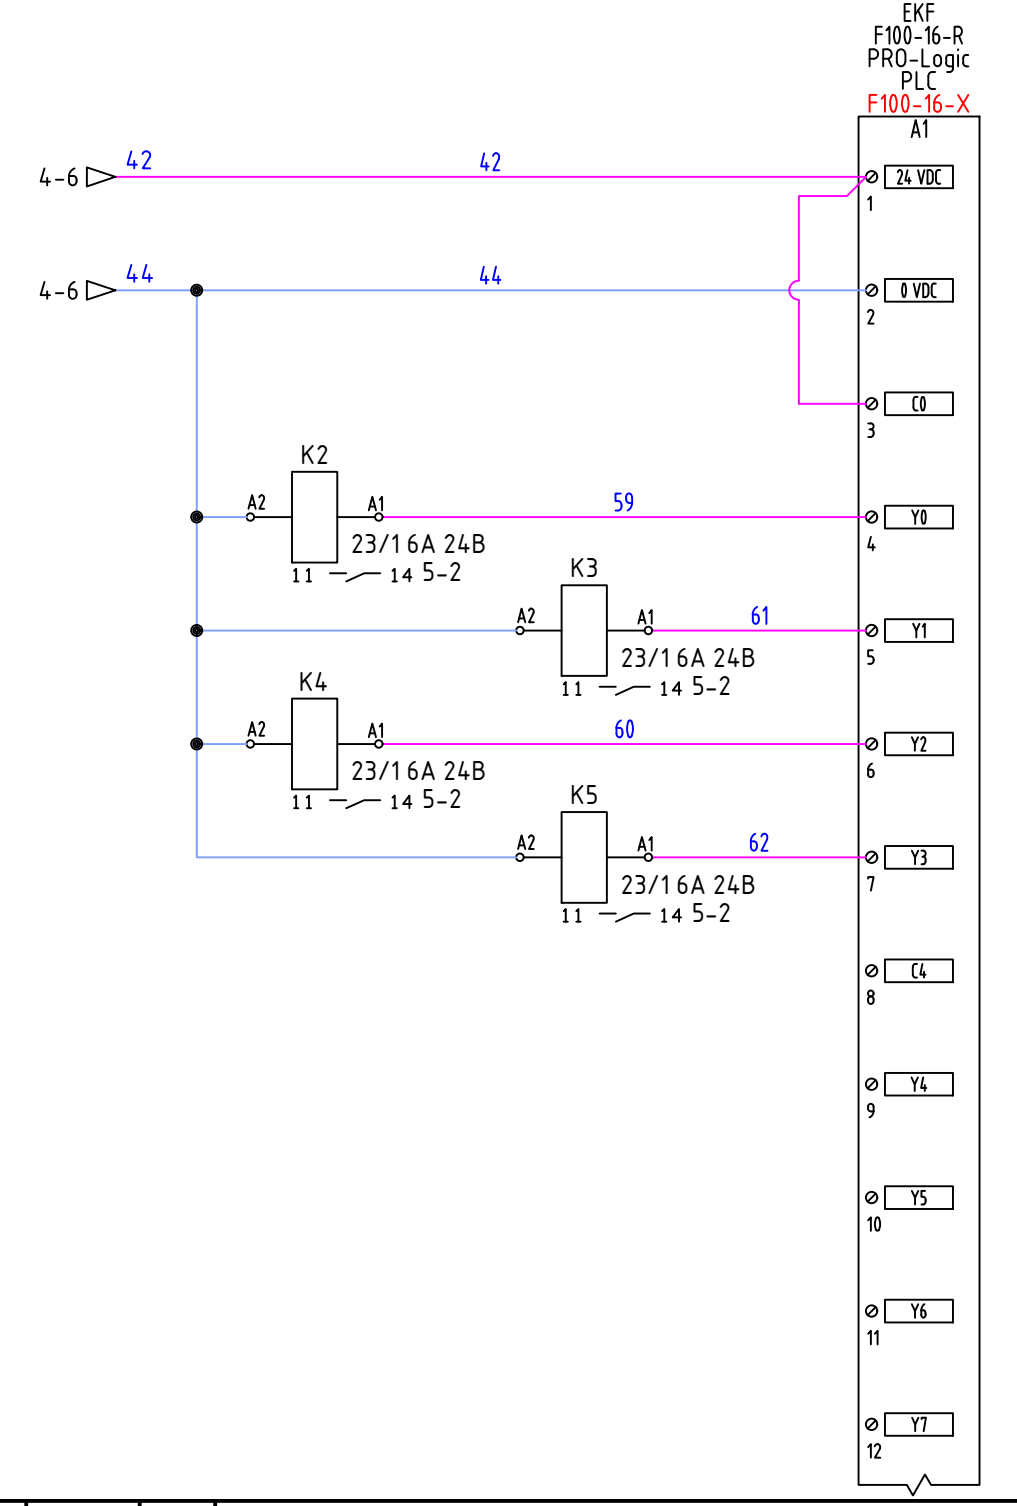 EKF
F100-16-R
PRO-Logic
PLC
F100-16-X
A1
4-6 42 42 24 VDC
1
4-6 44 44 0 VDC
2
C0
3
K2
A2 A1 59 Y0
4
23/16A 24В
11 14 5-2
K3
A2 A1 61 Y1
5
23/16A 24В
11 14 5-2
K4
A2 A1 60 Y2
6
23/16A 24В
11 14 5-2
K5
A2 A1 62 Y3
7
23/16A 24В
11 14 5-2
C4
8
Y4
9
Y5
10
Y6
11
Y7
12